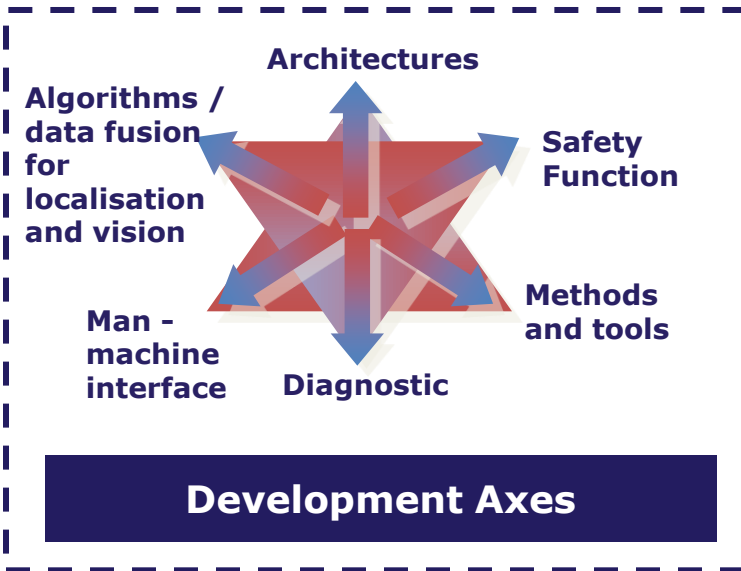 Architectures
Algorithms /
data fusion
for
localisation
and vision
Safety
Function
Man -
machine
interface
Methods
and tools
Diagnostic
Development Axes